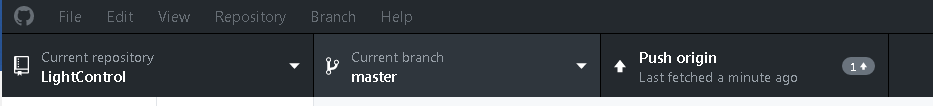 File Edit View Repository Branch Help
Current repository
LightControl
Current branch
master
Push origin
Last fetched a minute ago
1